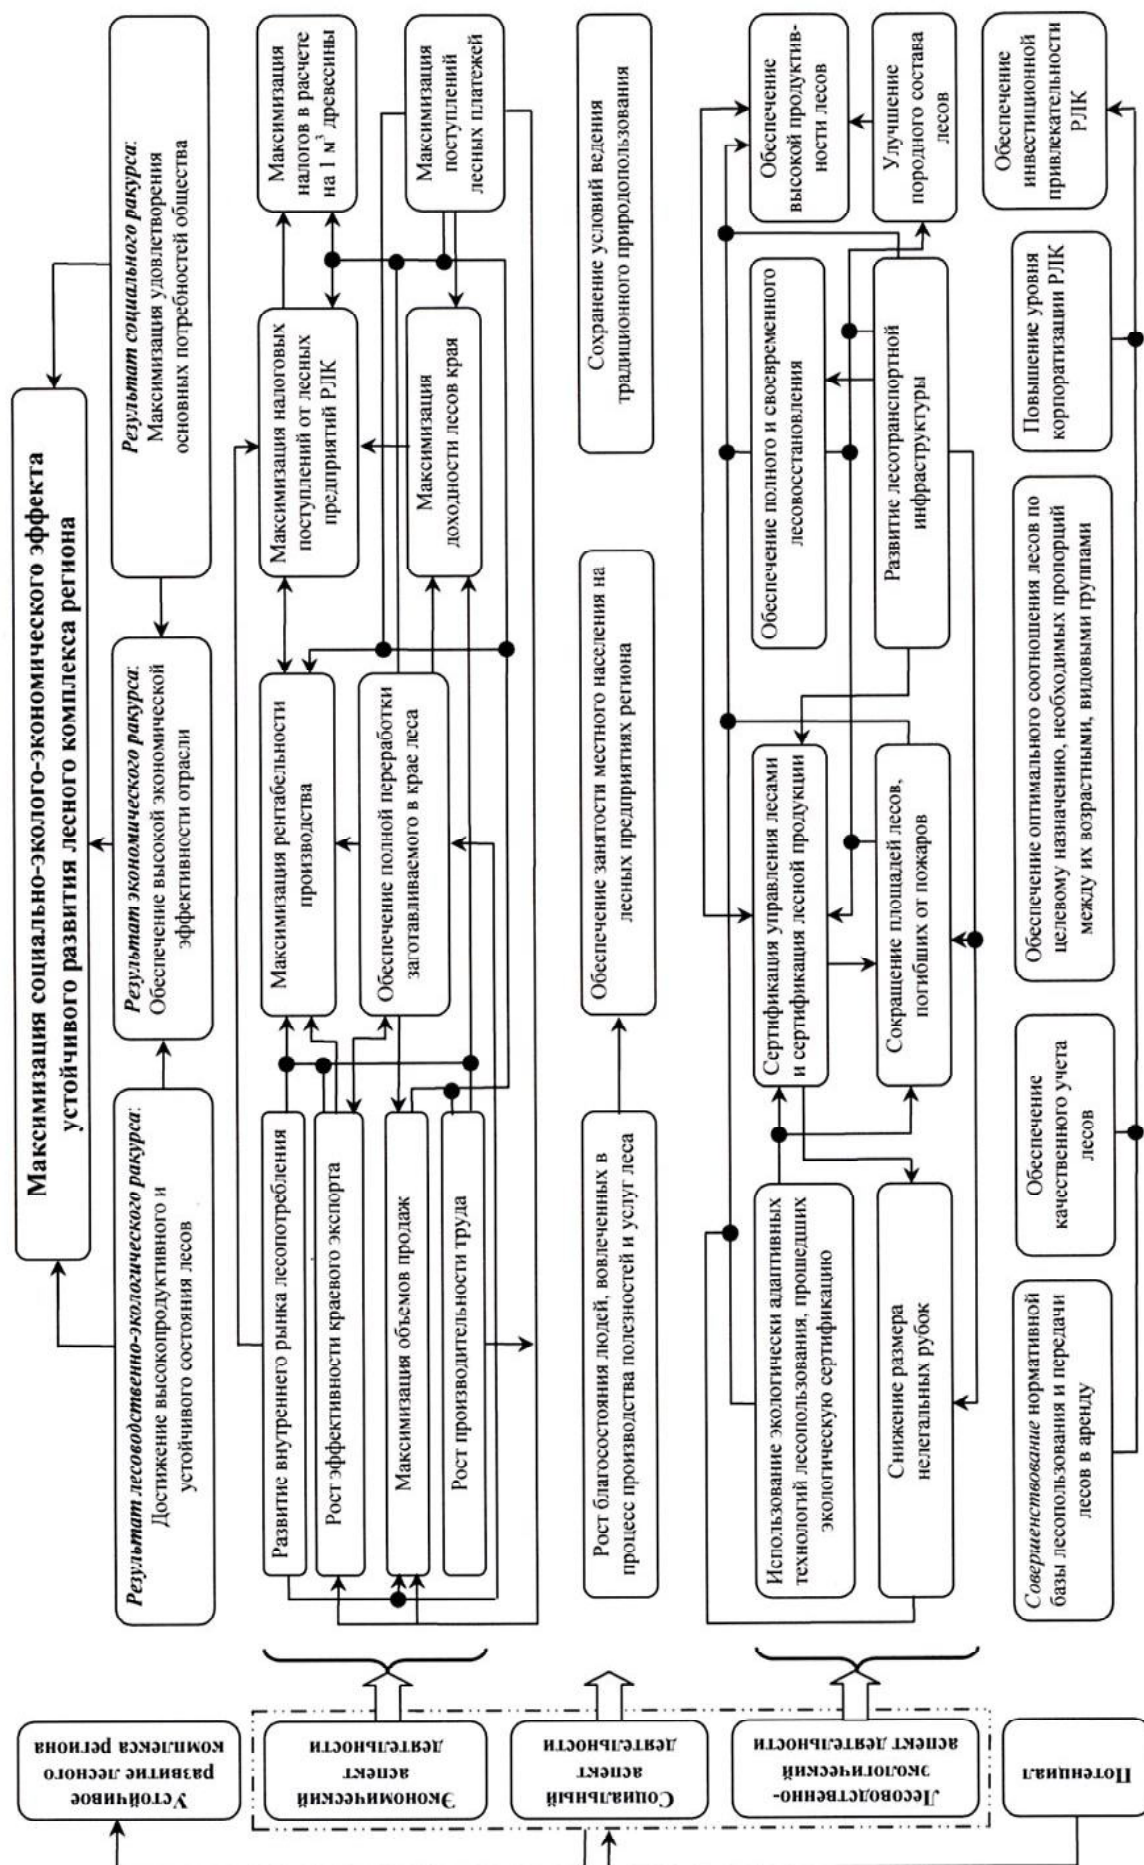 Максимизация социально-эколого-экономического эффекта
устойчивого развития лесного комплекса региона
Результат лесоводственно-экологического ракурса:
Достижение высокопродуктивного и
устойчивого состояния лесов
Результат экономического ракурса:
Обеспечение высокой экономической
эффективности отрасли
Результат социального ракурса:
Максимизация удовлетворения
основных потребностей общества
Устойчивое
развитие лесного
комплекса региона
Экономический
аспект
деятельности
Развитие внутреннего рынка лесопотребления
Рост эффективности краевого экспорта
Максимизация объемов продаж
Рост производительности труда
Максимизация рентабельности
производства
Обеспечение полной переработки
заготавливаемого в крае леса
Максимизация налоговых
поступлений от лесных
предприятий РЛК
Максимизация
доходности лесов края
Максимизация
налогов в расчете
на 1 м³ древесины
Максимизация
поступлений
лесных платежей
Социальный
аспект
деятельности
Рост благосостояния людей, вовлеченных в
процесс производства полезностей и услуг леса
Обеспечение занятости местного населения на
лесных предприятиях региона
Сохранение условий ведения
традиционного природопользования
Лесоводственно-
экологический
аспект деятельности
Использование экологически адаптивных
технологий лесопользования, прошедших
экологическую сертификацию
Снижение размера
нелегальных рубок
Сертификация управления лесами
и сертификация лесной продукции
Сокращение площадей лесов,
погибших от пожаров
Обеспечение полного и своевременного
лесовосстановления
Развитие лесотранспортной
инфраструктуры
Обеспечение
высокой продуктив-
ности лесов
Улучшение
породного состава
лесов
Потенциал
Совершенствование нормативной
базы лесопользования и передачи
лесов в аренду
Обеспечение
качественного учета
лесов
Обеспечение оптимального соотношения лесов по
целевому назначению, необходимых пропорций
между их возрастными, видовыми группами
Повышение уровня
корпоратизации РЛК
Обеспечение
инвестиционной
привлекательности
РЛК